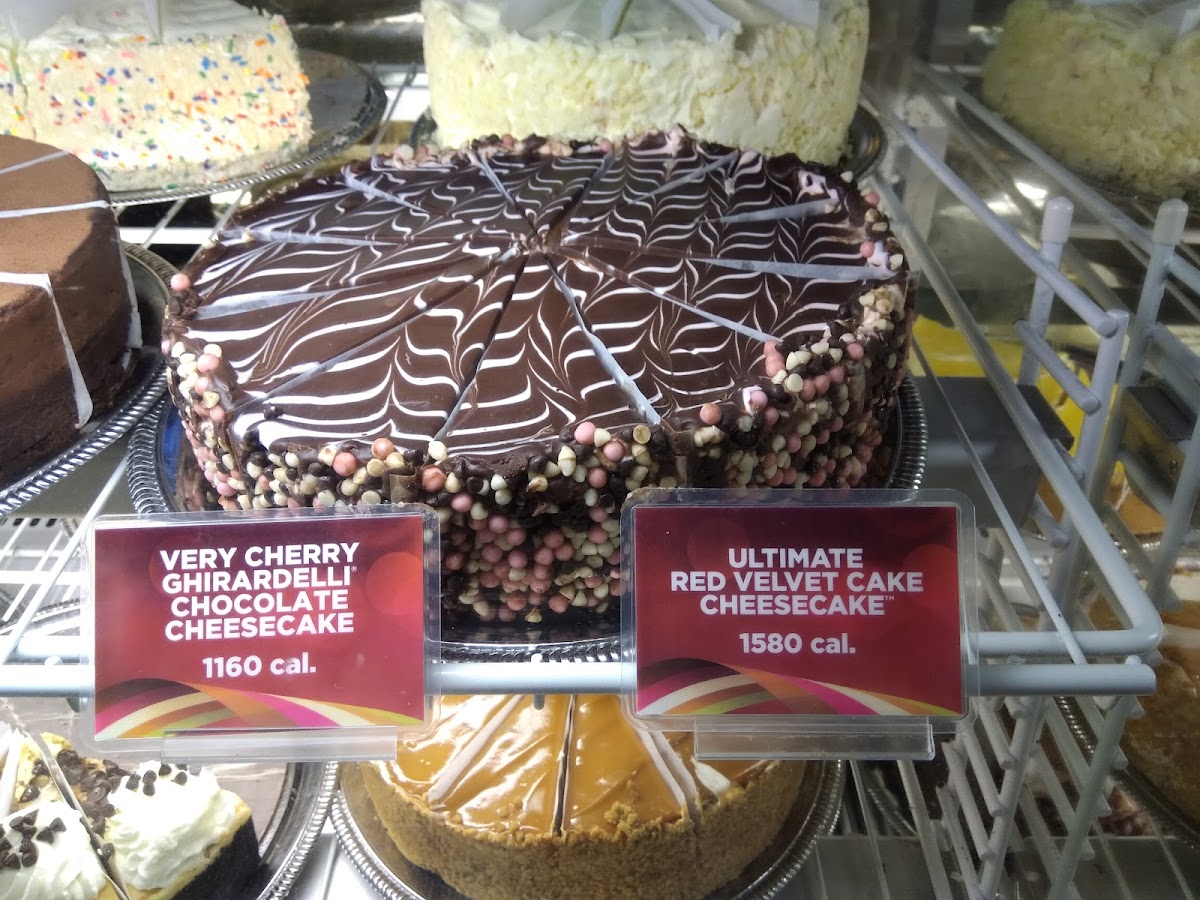 VERY CHERRY
GHIRARDELLI®
CHOCOLATE
CHEESECAKE
1160 cal.
ULTIMATE
RED VELVET CAKE
CHEESECAKE™
1580 cal.